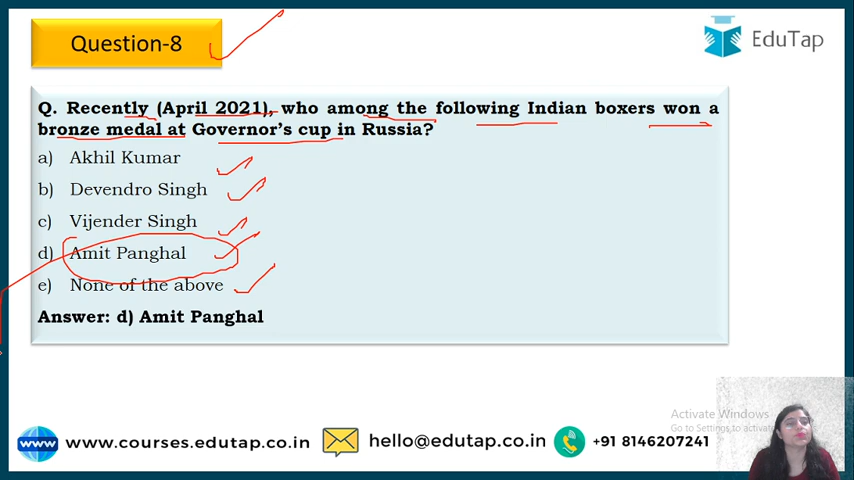 Question-8
EduTap
Q. Recently (April 2021), who among the following Indian boxers won a
bronze medal at Governor's cup in Russia?
a) Akhil Kumar
b) Devendro Singh
c) Vijender Singh
d) Amit Panghal
e) None of the above
Answer: d) Amit Panghal
Activate Windows
Go to Settings to activate
www www.courses.edutap.co.in hello@edutap.co.in +91 8146207241